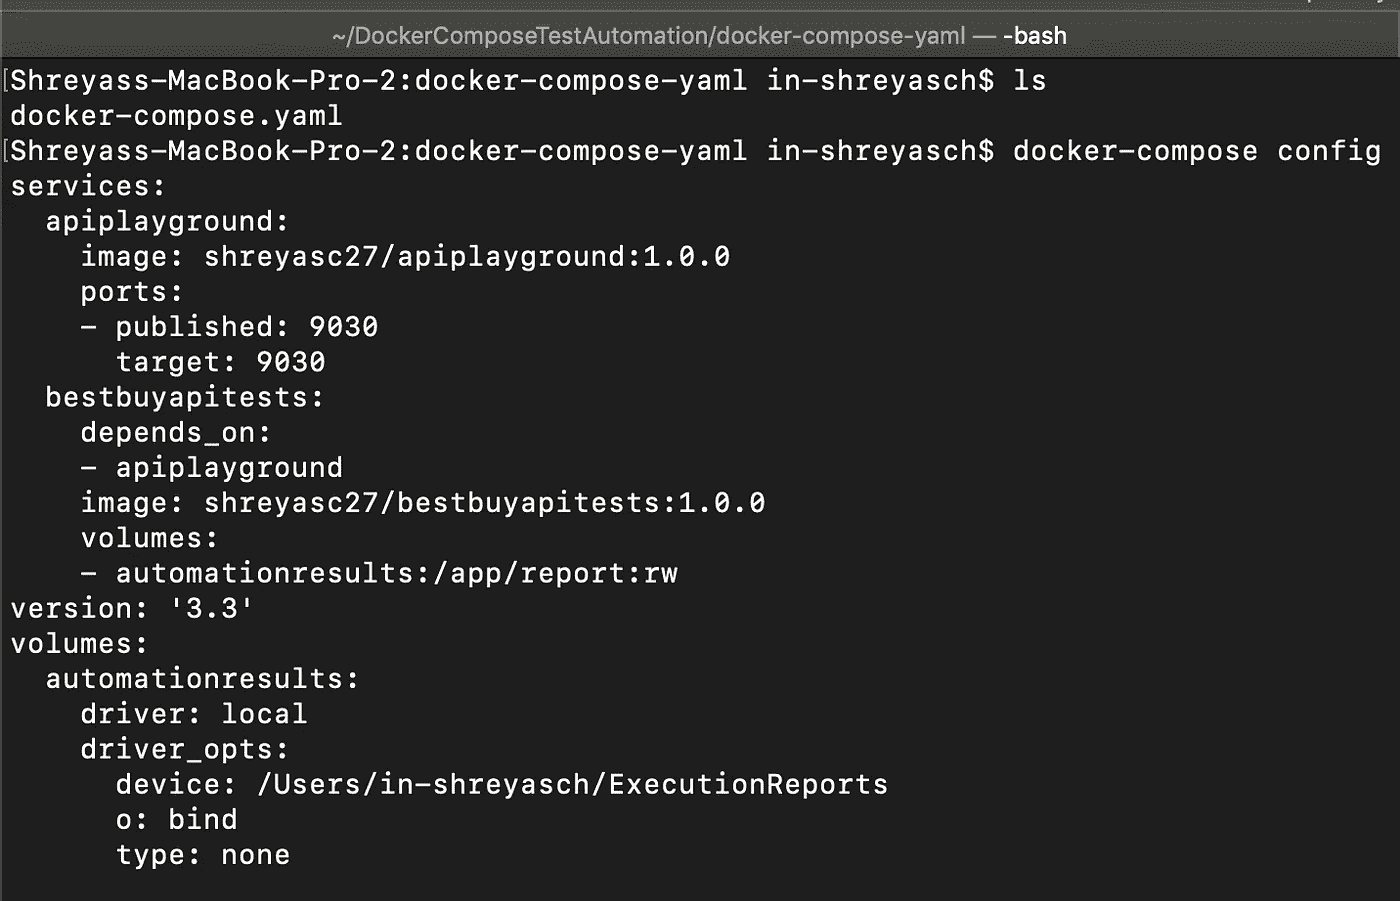 ~/DockerComposeTestAutomation/docker-compose-yaml — -bash
[Shreyass-MacBook-Pro-2:docker-compose-yaml in-shreyasch$ ls
docker-compose.yaml
[Shreyass-MacBook-Pro-2:docker-compose-yaml in-shreyasch$ docker-compose config
services:
  apiplayground:
    image: shreyasc27/apiplayground:1.0.0
    ports:
    - published: 9030
      target: 9030
  bestbuyapitests:
    depends_on:
    - apiplayground
    image: shreyasc27/bestbuyapitests:1.0.0
    volumes:
    - automationresults:/app/report:rw
version: '3.3'
volumes:
  automationresults:
    driver: local
    driver_opts:
      device: /Users/in-shreyasch/ExecutionReports
      o: bind
      type: none